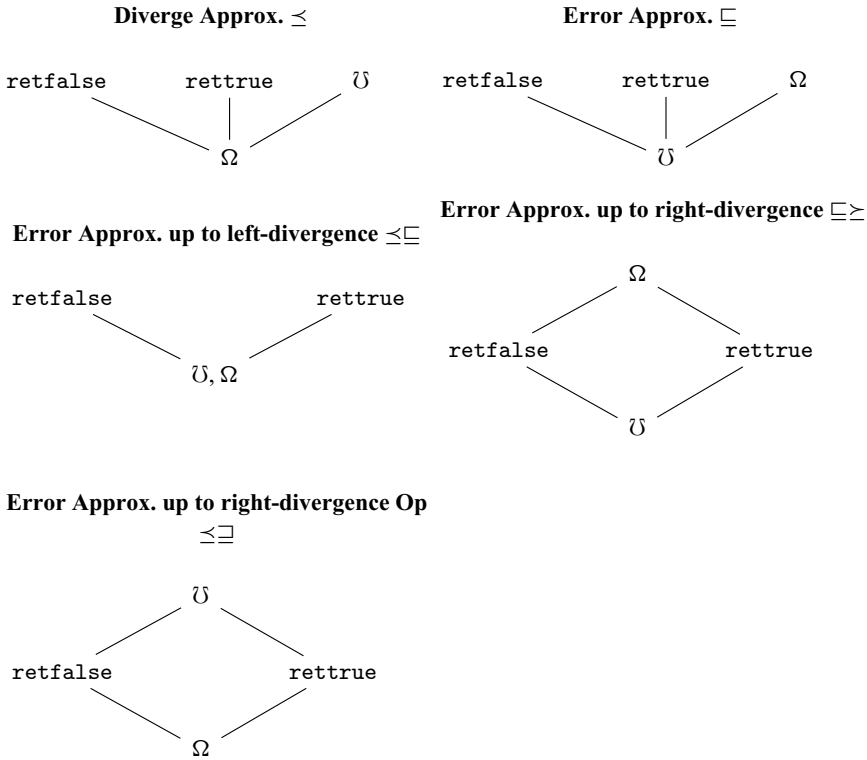 Diverge Approx. ⪯
Error Approx. ⊑
retfalse rettrue ℧
Ω
retfalse rettrue Ω
℧
Error Approx. up to left-divergence ⪯⊑
Error Approx. up to right-divergence ⊑⪰
retfalse rettrue
℧, Ω
Ω
retfalse rettrue
℧
Error Approx. up to right-divergence Op
⪯⊒
℧
retfalse rettrue
Ω